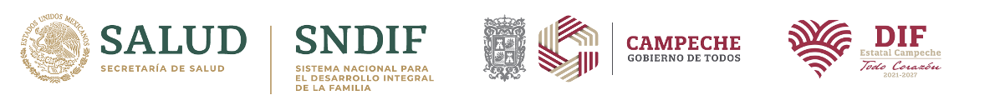 ESTADOS UNIDOS MEXICANOS
SALUD
SECRETARÍA DE SALUD
SNDIF
SISTEMA NACIONAL PARA
EL DESARROLLO INTEGRAL
DE LA FAMILIA
CAMPECHE
GOBIERNO DE TODOS
DIF
Estatal Campeche
Todo Corazón
2021-2027